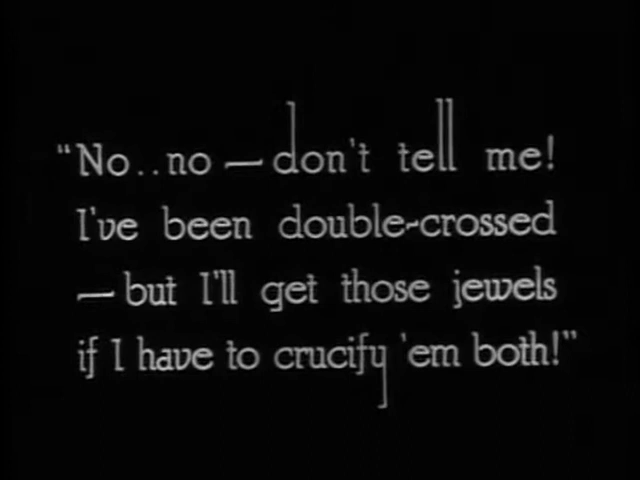 “No..no — don't tell me!
I've been double-crossed
— but I'll get those jewels
if I have to crucify 'em both!”